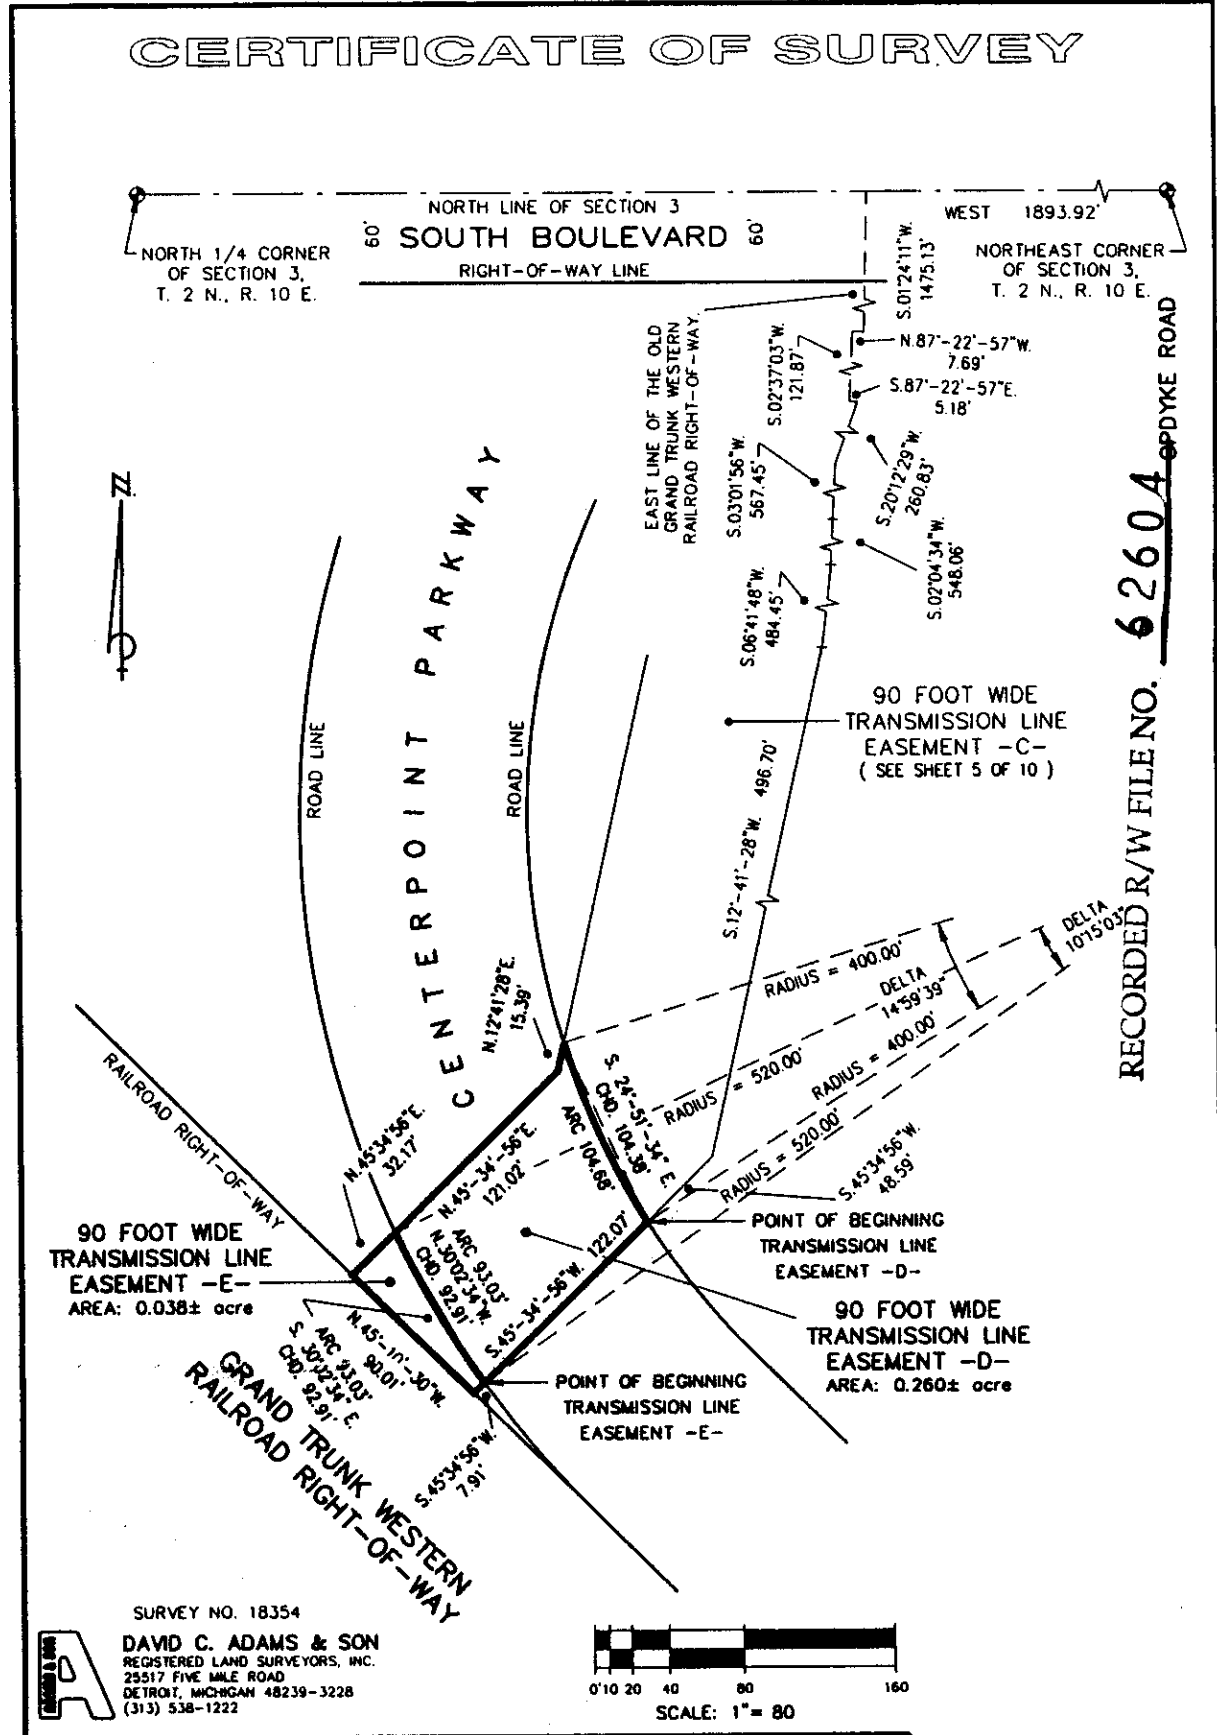 CERTIFICATE OF SURVEY
NORTH LINE OF SECTION 3
WEST 1893.92'
60' SOUTH BOULEVARD 60'
RIGHT-OF-WAY LINE
NORTH 1/4 CORNER
OF SECTION 3,
T. 2 N., R. 10 E.
NORTHEAST CORNER
OF SECTION 3,
T. 2 N., R. 10 E.
S.01°24'11"W.
1475.13'
EAST LINE OF THE OLD
GRAND TRUNK WESTERN
RAILROAD RIGHT-OF-WAY.
N.87°-22'-57"W.
7.69'
S.02°37'03"W.
121.87'
S.87°-22'-57"E.
5.18'
S.20°12'29"W.
260.83'
S.03°01'56"W.
567.45'
S.02°04'34"W.
548.06'
S.06°41'48"W.
484.45'
OPDYKE ROAD
RECORDED R/W FILE NO. 62604
N
CENTERPOINT PARKWAY
ROAD LINE
ROAD LINE
90 FOOT WIDE
TRANSMISSION LINE
EASEMENT -C-
( SEE SHEET 5 OF 10 )
S.12°-41'-28"W. 496.70'
RADIUS = 400.00'
DELTA
14°59'39"
DELTA
10°15'03"
RADIUS = 400.00'
RADIUS = 520.00'
RADIUS = 520.00'
N.12°41'28"E.
15.39'
S. 24°-51'-34" E.
CHD. 104.38'
ARC 104.68'
RAILROAD RIGHT-OF-WAY
N.45°34'56"E.
32.17'
N.45°-34'-56"E.
121.02'
S.45°34'56"W.
48.59'
POINT OF BEGINNING
TRANSMISSION LINE
EASEMENT -D-
90 FOOT WIDE
TRANSMISSION LINE
EASEMENT -E-
AREA: 0.038± acre
ARC 93.03'
N.30°02'34"W.
CHD. 92.91'
S.45°-34'-56"W. 122.07'
90 FOOT WIDE
TRANSMISSION LINE
EASEMENT -D-
AREA: 0.260± acre
N.45°-10'-30"W.
90.01'
ARC 93.03'
S. 30°02'34" E.
CHD. 92.91'
POINT OF BEGINNING
TRANSMISSION LINE
EASEMENT -E-
S.45°34'56"W.
7.91'
GRAND TRUNK WESTERN
RAILROAD RIGHT-OF-WAY
SURVEY NO. 18354
DAVID C. ADAMS & SON
REGISTERED LAND SURVEYORS, INC.
25517 FIVE MILE ROAD
DETROIT, MICHIGAN 48239-3228
(313) 538-1222
A
0' 10 20 40 80 160
SCALE: 1"= 80